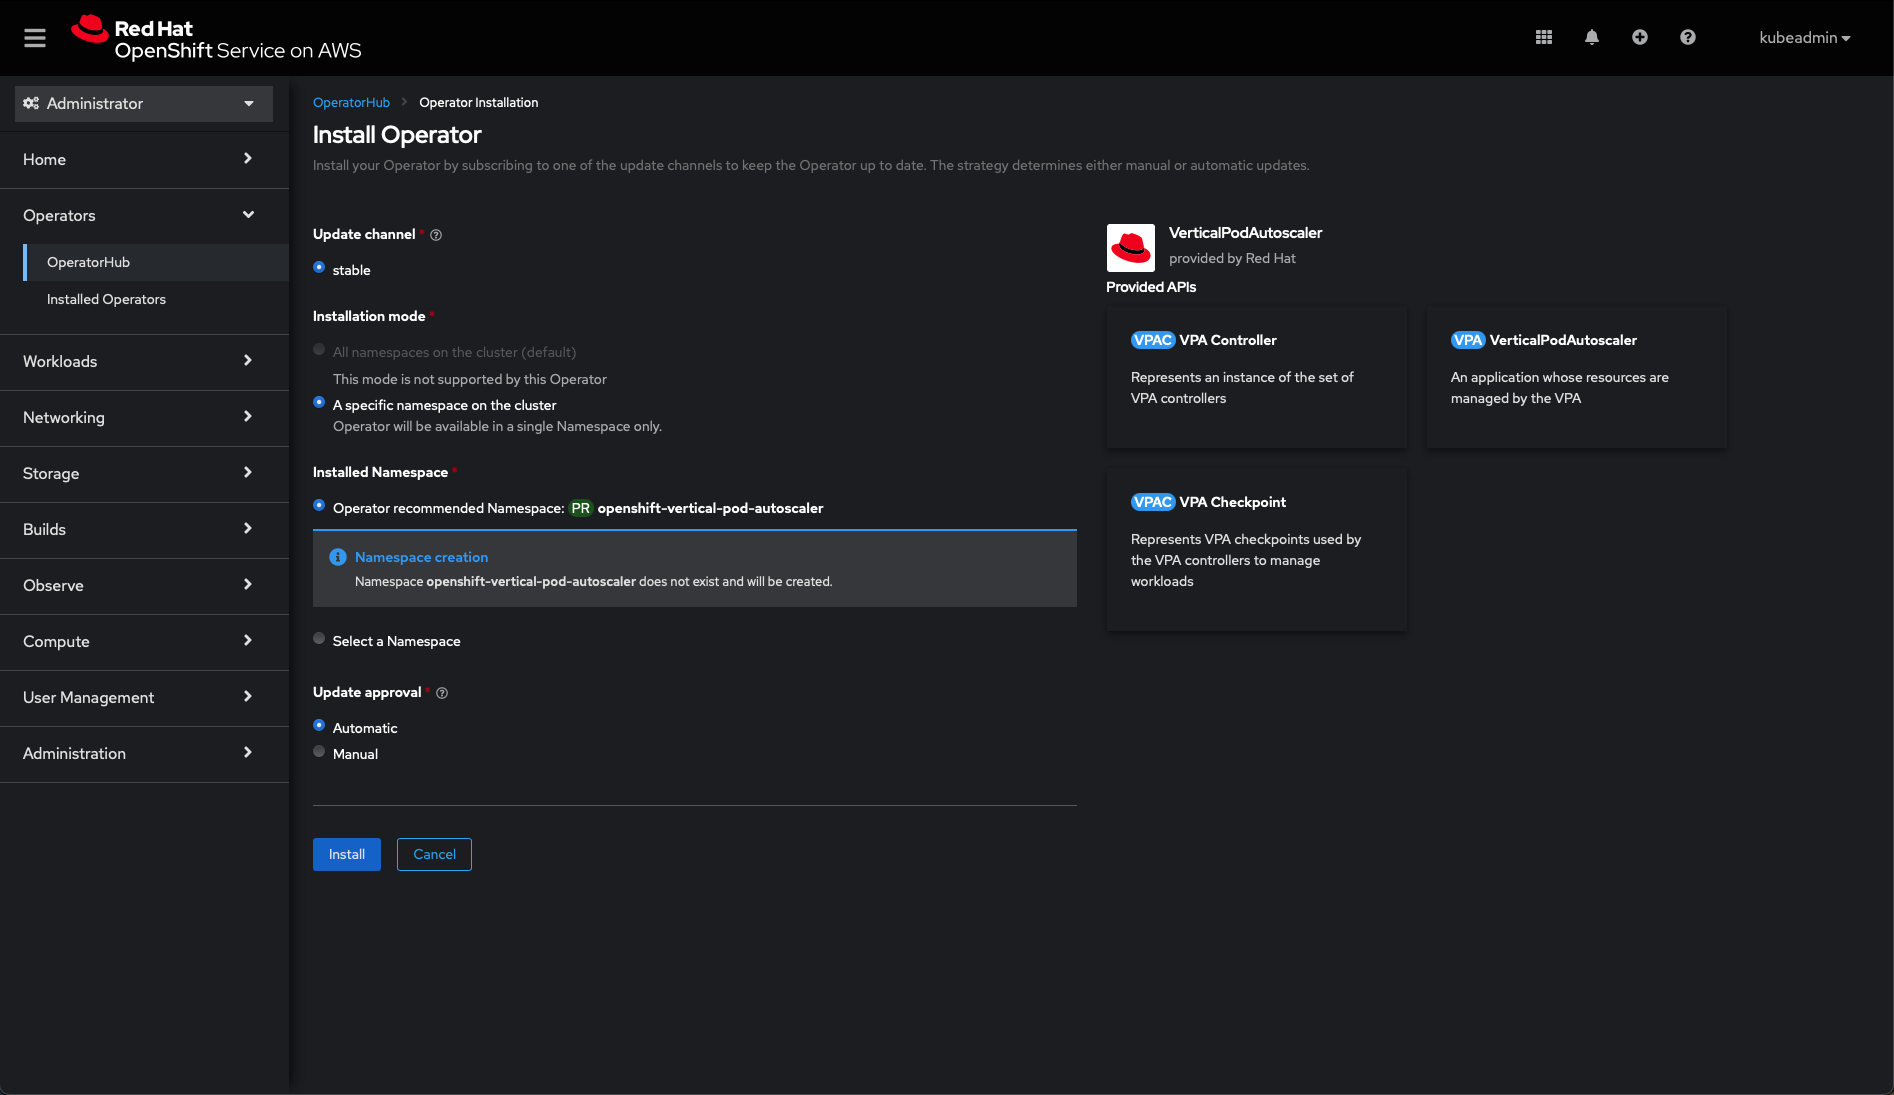 Red Hat
OpenShift Service on AWS
kubeadmin
Administrator
Home
Operators
OperatorHub
Installed Operators
Workloads
Networking
Storage
Builds
Observe
Compute
User Management
Administration
OperatorHub > Operator Installation
Install Operator
Install your Operator by subscribing to one of the update channels to keep the Operator up to date. The strategy determines either manual or automatic updates.
Update channel *
stable
Installation mode *
All namespaces on the cluster (default)
This mode is not supported by this Operator
A specific namespace on the cluster
Operator will be available in a single Namespace only.
Installed Namespace *
Operator recommended Namespace: PR openshift-vertical-pod-autoscaler
Namespace creation
Namespace openshift-vertical-pod-autoscaler does not exist and will be created.
Select a Namespace
Update approval *
Automatic
Manual
Install
Cancel
VerticalPodAutoscaler
provided by Red Hat
Provided APIs
VPAC VPA Controller
Represents an instance of the set of
VPA controllers
VPA VerticalPodAutoscaler
An application whose resources are
managed by the VPA
VPAC VPA Checkpoint
Represents VPA checkpoints used by
the VPA controllers to manage
workloads